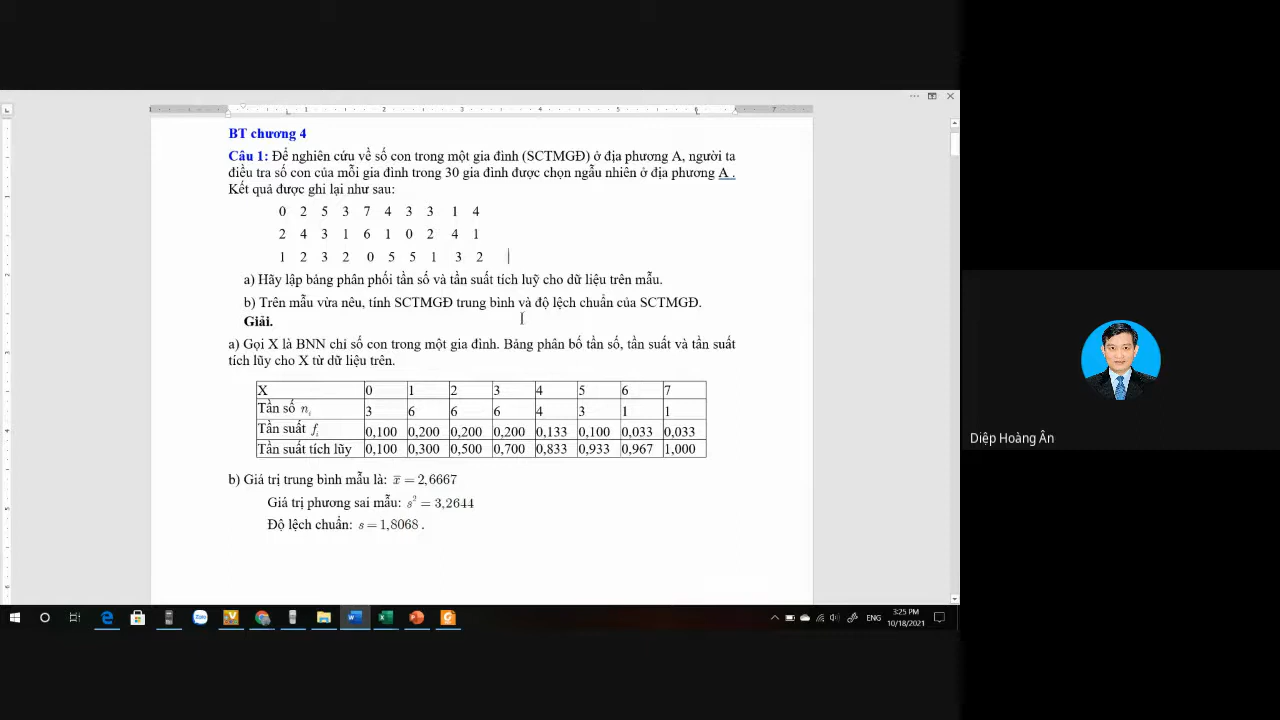 BT chương 4
Câu 1: Để nghiên cứu về số con trong một gia đình (SCTMGĐ) ở địa phương A, người ta
điều tra số con của mỗi gia đình trong 30 gia đình được chọn ngẫu nhiên ở địa phương A .
Kết quả được ghi lại như sau:
0 2 5 3 7 4 3 3 1 4
2 4 3 1 6 1 0 2 4 1
1 2 3 2 0 5 5 1 3 2
a) Hãy lập bảng phân phối tần số và tần suất tích luỹ cho dữ liệu trên mẫu.
b) Trên mẫu vừa nêu, tính SCTMGĐ trung bình và độ lệch chuẩn của SCTMGĐ.
Giải.
a) Gọi X là BNN chỉ số con trong một gia đình. Bảng phân bố tần số, tần suất và tần suất
tích lũy cho X từ dữ liệu trên.
X 0 1 2 3 4 5 6 7
Tần số nᵢ 3 6 6 6 4 3 1 1
Tần suất fᵢ 0,100 0,200 0,200 0,200 0,133 0,100 0,033 0,033
Tần suất tích lũy 0,100 0,300 0,500 0,700 0,833 0,933 0,967 1,000
b) Giá trị trung bình mẫu là: x̄ = 2,6667
Giá trị phương sai mẫu: s² = 3,2644
Độ lệch chuẩn: s = 1,8068 .
Diệp Hoàng Ân
ENG
3:25 PM
10/18/2021